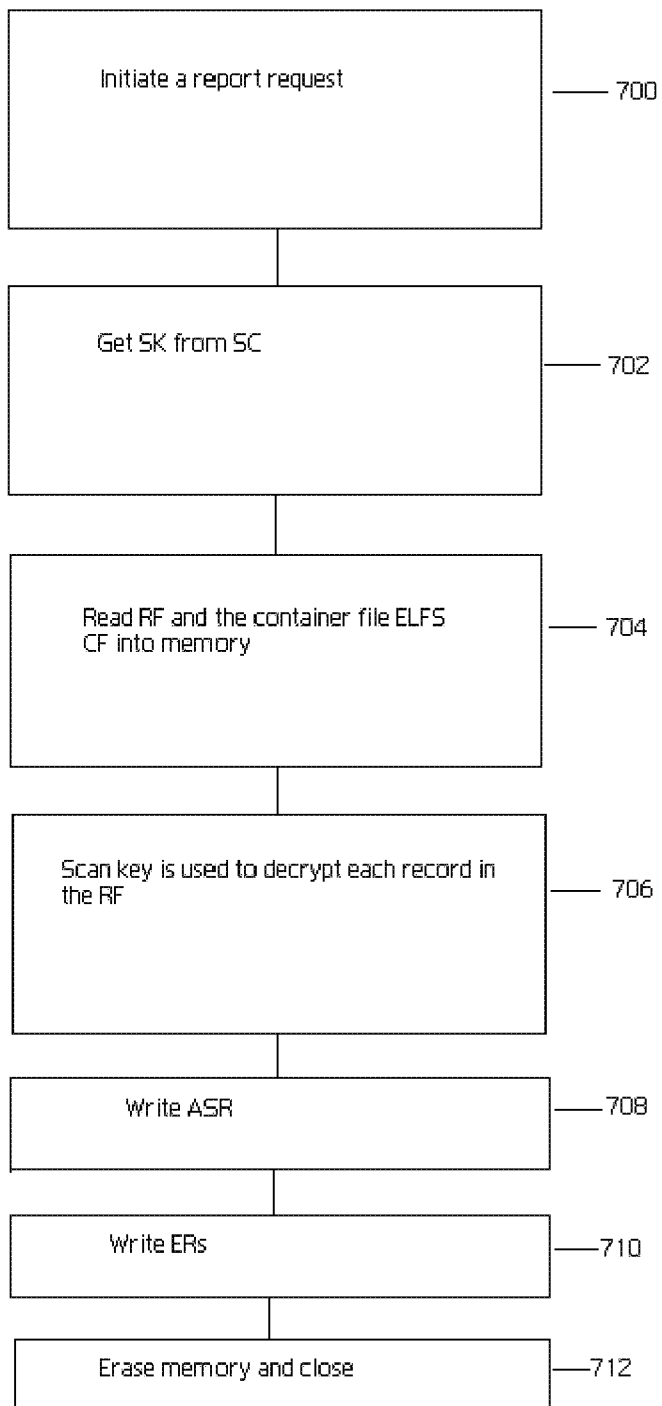 Initiate a report request
700
Get SK from SC
702
Read RF and the container file ELFS
CF into memory
704
Scan key is used to decrypt each record in
the RF
706
Write ASR
708
Write ERs
710
Erase memory and close
712